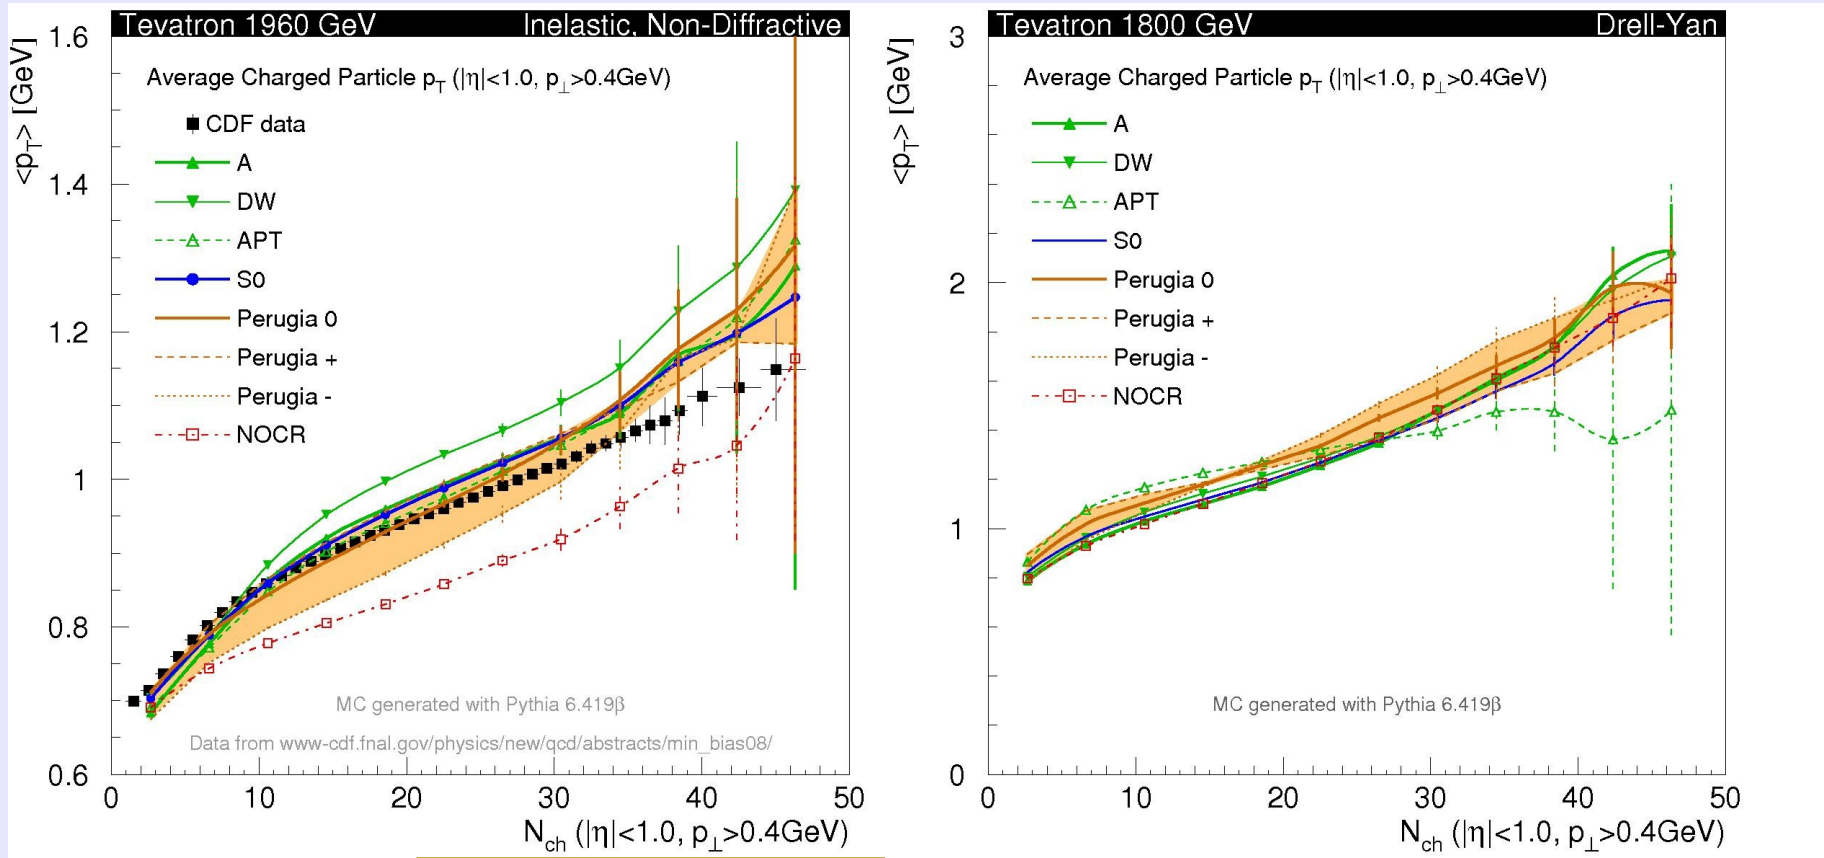 Tevatron 1960 GeV Inelastic, Non-Diffractive
<p_T> [GeV]
1.6
1.4
1.2
1
0.8
0.6
Average Charged Particle p_T (|η|<1.0, p_⊥>0.4GeV)
CDF data
A
DW
APT
S0
Perugia 0
Perugia +
Perugia -
NOCR
MC generated with Pythia 6.419β
Data from www-cdf.fnal.gov/physics/new/qcd/abstracts/min_bias08/
0 10 20 30 40 50
N_ch (|η|<1.0, p_⊥>0.4GeV)
Tevatron 1800 GeV Drell-Yan
<p_T> [GeV]
3
2
1
0
Average Charged Particle p_T (|η|<1.0, p_⊥>0.4GeV)
A
DW
APT
S0
Perugia 0
Perugia +
Perugia -
NOCR
MC generated with Pythia 6.419β
0 10 20 30 40 50
N_ch (|η|<1.0, p_⊥>0.4GeV)